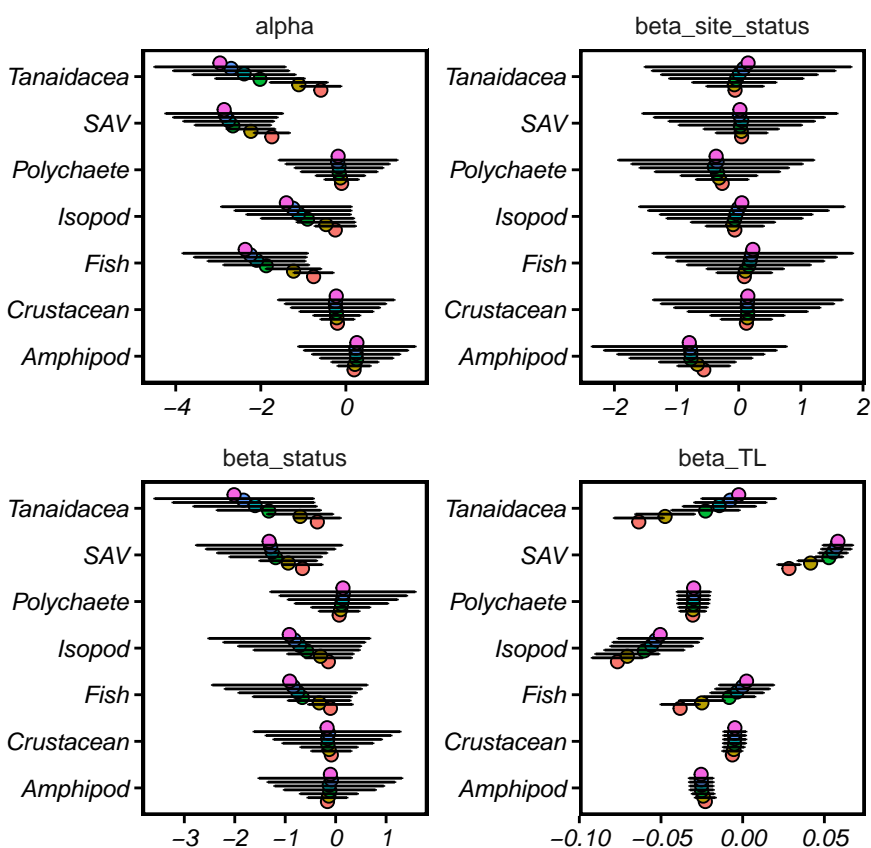 alpha
beta_site_status
Tanaidacea
SAV
Polychaete
Isopod
Fish
Crustacean
Amphipod
−4 −2 0
Tanaidacea
SAV
Polychaete
Isopod
Fish
Crustacean
Amphipod
−2 −1 0 1 2
beta_status
beta_TL
Tanaidacea
SAV
Polychaete
Isopod
Fish
Crustacean
Amphipod
−3 −2 −1 0 1
Tanaidacea
SAV
Polychaete
Isopod
Fish
Crustacean
Amphipod
−0.10 −0.05 0.00 0.05